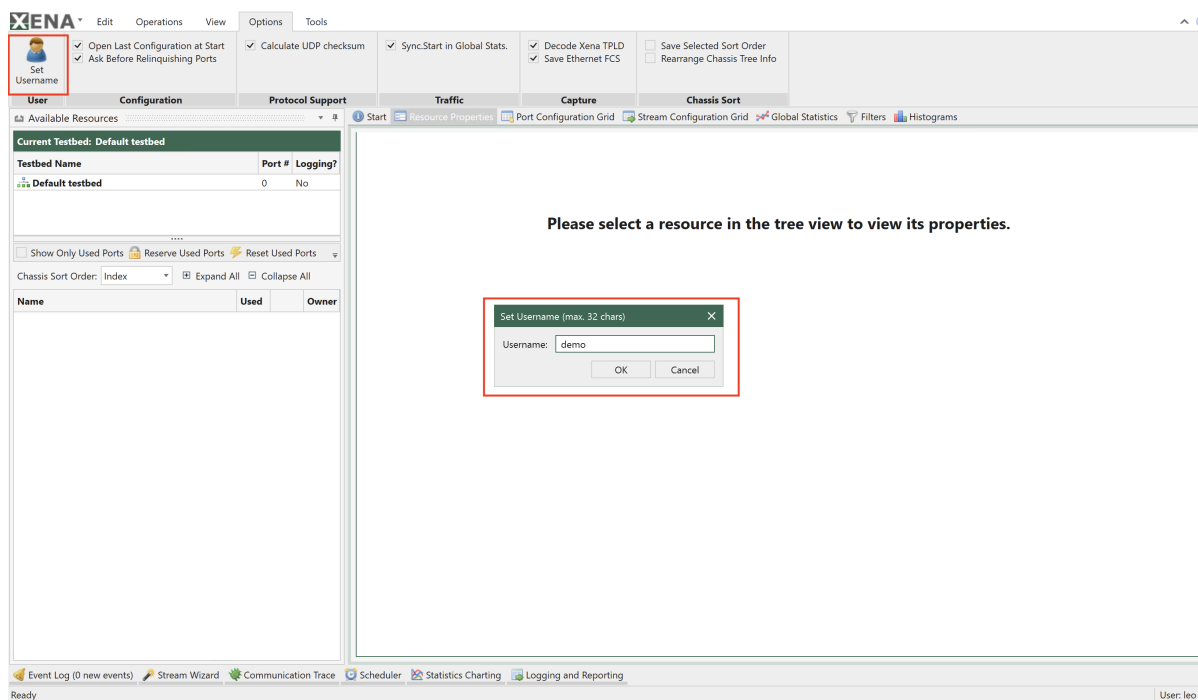 XENA Edit Operations View Options Tools
Set Username
Open Last Configuration at Start
Ask Before Relinquishing Ports
Calculate UDP checksum
Sync.Start in Global Stats.
Decode Xena TPLD
Save Ethernet FCS
Save Selected Sort Order
Rearrange Chassis Tree Info
User Configuration Protocol Support Traffic Capture Chassis Sort
Available Resources
Start Resource Properties Port Configuration Grid Stream Configuration Grid Global Statistics Filters Histograms
Current Testbed: Default testbed
Testbed Name Port # Logging?
Default testbed 0 No
Show Only Used Ports Reserve Used Ports Reset Used Ports
Chassis Sort Order: Index Expand All Collapse All
Name Used Owner
Please select a resource in the tree view to view its properties.
Set Username (max. 32 chars)
Username: demo
OK Cancel
Event Log (0 new events) Stream Wizard Communication Trace Scheduler Statistics Charting Logging and Reporting
Ready User: leo